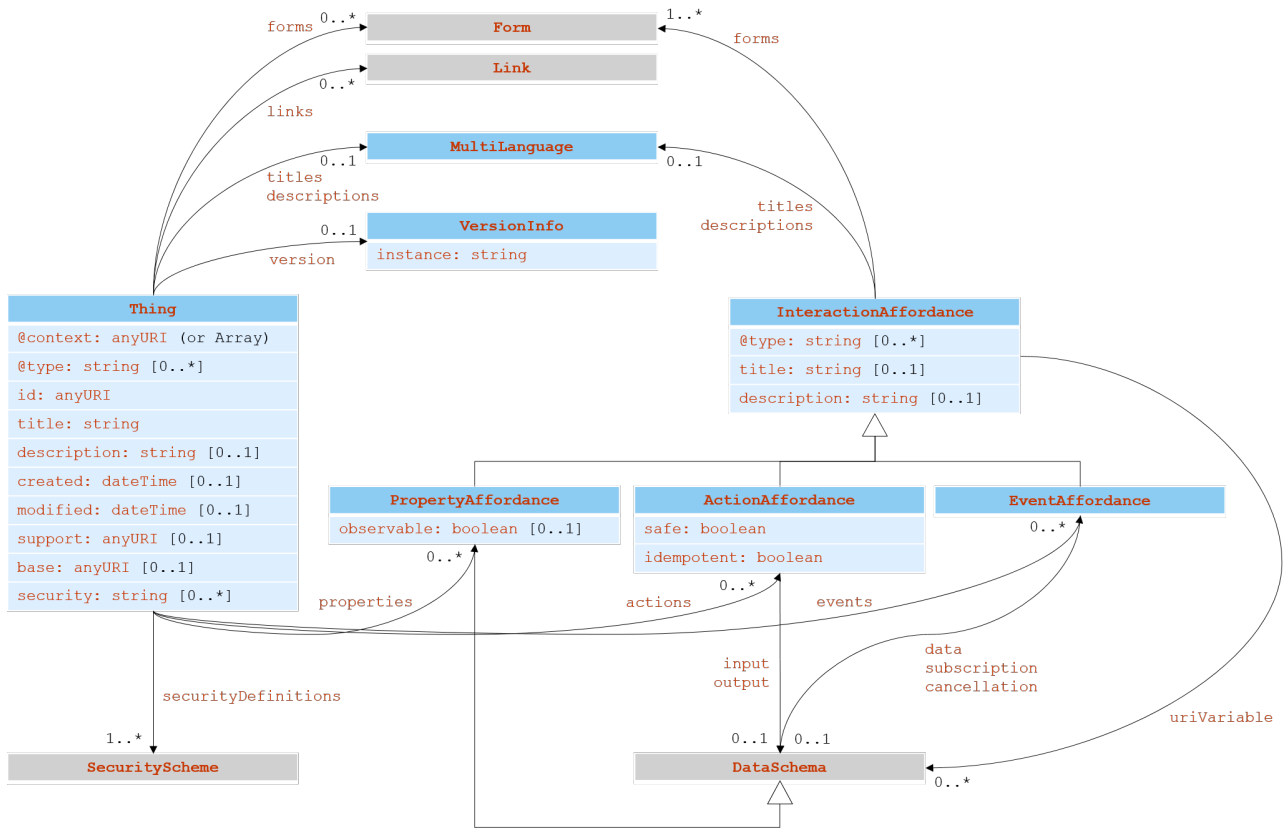 0..*
1..*
forms
Form
forms
Link
0..*
links
MultiLanguage
0..1
0..1
titles
descriptions
titles
descriptions
VersionInfo
0..1
instance: string
version
Thing
@context: anyURI (or Array)
@type: string [0..*]
id: anyURI
title: string
description: string [0..1]
created: dateTime [0..1]
modified: dateTime [0..1]
support: anyURI [0..1]
base: anyURI [0..1]
security: string [0..*]
InteractionAffordance
@type: string [0..*]
title: string [0..1]
description: string [0..1]
PropertyAffordance
observable: boolean [0..1]
0..*
ActionAffordance
safe: boolean
idempotent: boolean
0..*
EventAffordance
0..*
properties
actions
events
input
output
data
subscription
cancellation
securityDefinitions
uriVariable
1..*
0..1
0..1
SecurityScheme
DataSchema
0..*